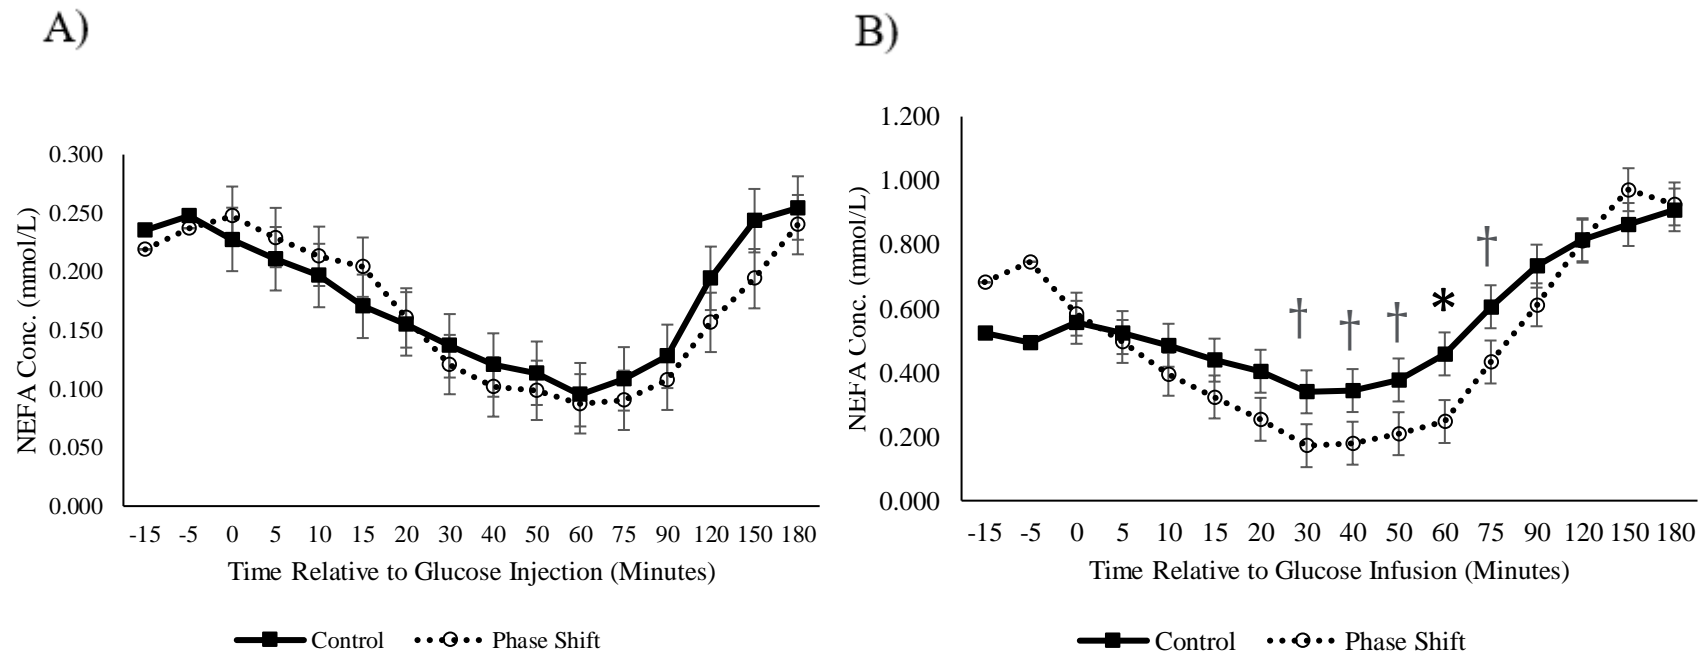 A)
0.300
0.250
0.200
0.150
0.100
0.050
0.000
NEFA Conc. (mmol/L)
-15 -5 0 5 10 15 20 30 40 50 60 75 90 120 150 180
Time Relative to Glucose Injection (Minutes)
Control Phase Shift
B)
1.200
1.000
0.800
0.600
0.400
0.200
0.000
NEFA Conc. (mmol/L)
† † † * †
-15 -5 0 5 10 15 20 30 40 50 60 75 90 120 150 180
Time Relative to Glucose Infusion (Minutes)
Control Phase Shift